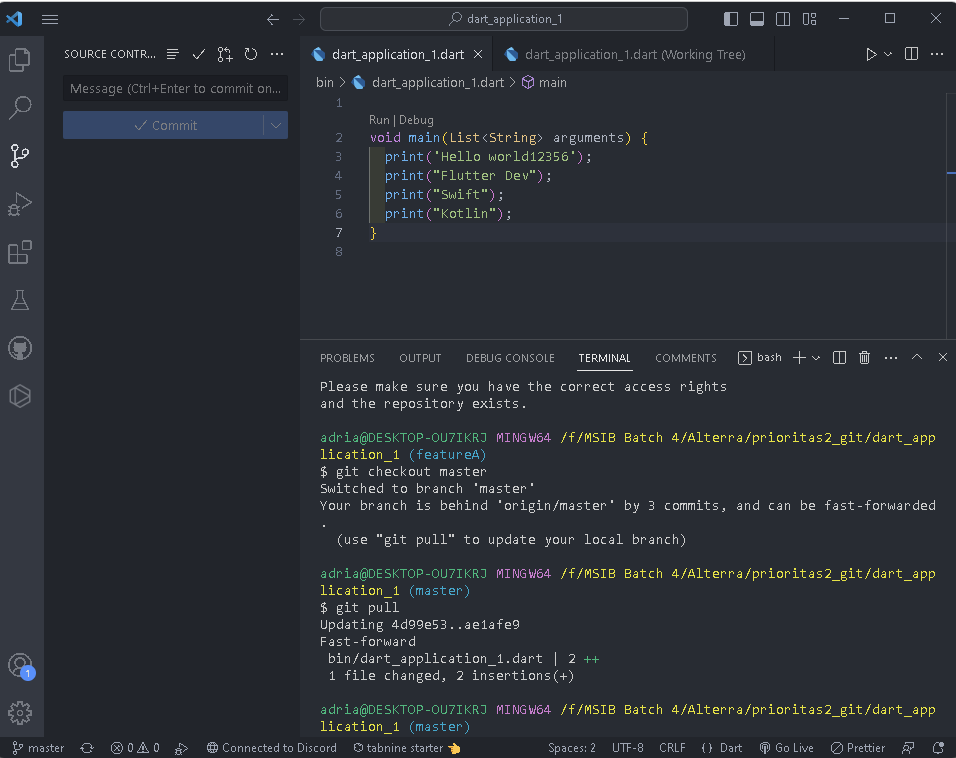 dart_application_1
SOURCE CONTR...
Message (Ctrl+Enter to commit on...
Commit
dart_application_1.dart
dart_application_1.dart (Working Tree)
bin > dart_application_1.dart > main
1
Run | Debug
2 void main(List<String> arguments) {
3 print('Hello world12356');
4 print("Flutter Dev");
5 print("Swift");
6 print("Kotlin");
7 }
8
PROBLEMS OUTPUT DEBUG CONSOLE TERMINAL COMMENTS bash
Please make sure you have the correct access rights
and the repository exists.
adria@DESKTOP-OU7IKRJ MINGW64 /f/MSIB Batch 4/Alterra/prioritas2_git/dart_app
lication_1 (featureA)
$ git checkout master
Switched to branch 'master'
Your branch is behind 'origin/master' by 3 commits, and can be fast-forwarded
.
(use "git pull" to update your local branch)
adria@DESKTOP-OU7IKRJ MINGW64 /f/MSIB Batch 4/Alterra/prioritas2_git/dart_app
lication_1 (master)
$ git pull
Updating 4d99e53..ae1afe9
Fast-forward
bin/dart_application_1.dart | 2 ++
1 file changed, 2 insertions(+)
adria@DESKTOP-OU7IKRJ MINGW64 /f/MSIB Batch 4/Alterra/prioritas2_git/dart_app
lication_1 (master)
1
master 0 0 Connected to Discord tabnine starter Spaces: 2 UTF-8 CRLF {} Dart Go Live Prettier